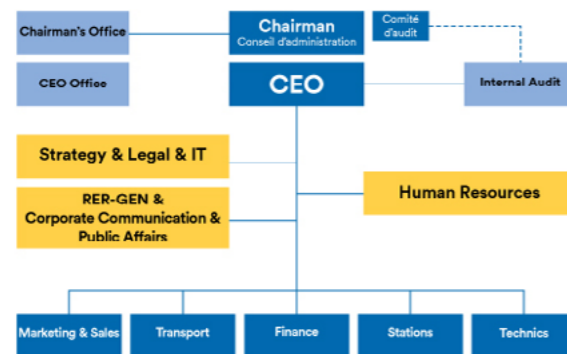 Chairman's Office
Chairman
Conseil d'administration
Comité
d'audit
CEO Office
CEO
Internal Audit
Strategy & Legal & IT
RER-GEN &
Corporate Communication &
Public Affairs
Human Resources
Marketing & Sales
Transport
Finance
Stations
Technics